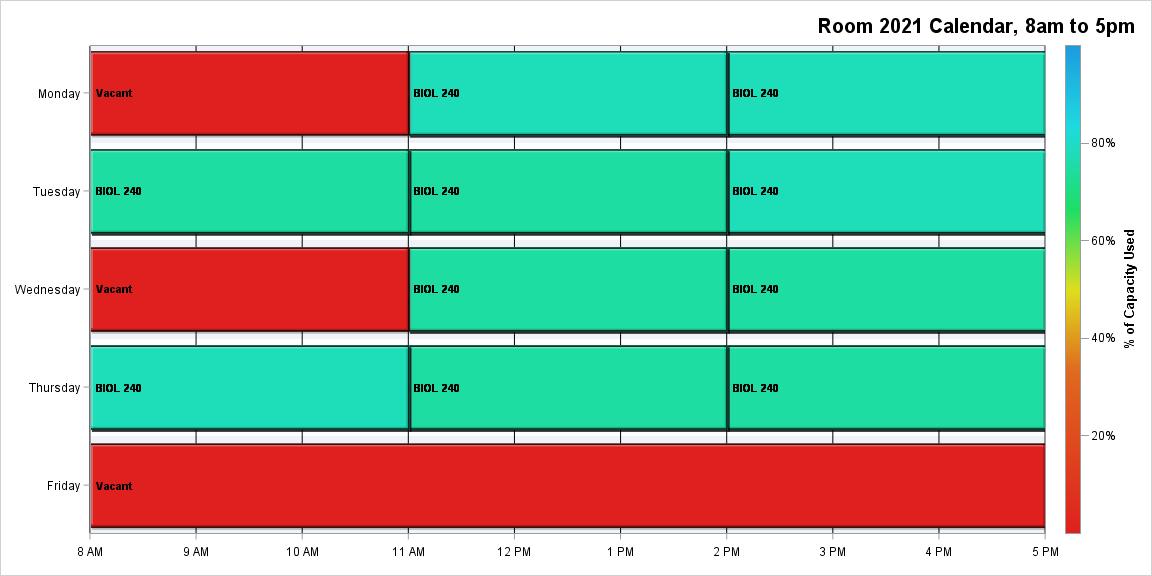 Room 2021 Calendar, 8am to 5pm
Monday
Vacant
BIOL 240
BIOL 240
Tuesday
BIOL 240
BIOL 240
BIOL 240
Wednesday
Vacant
BIOL 240
BIOL 240
Thursday
BIOL 240
BIOL 240
BIOL 240
Friday
Vacant
8 AM
9 AM
10 AM
11 AM
12 PM
1 PM
2 PM
3 PM
4 PM
5 PM
80%
60%
40%
20%
% of Capacity Used